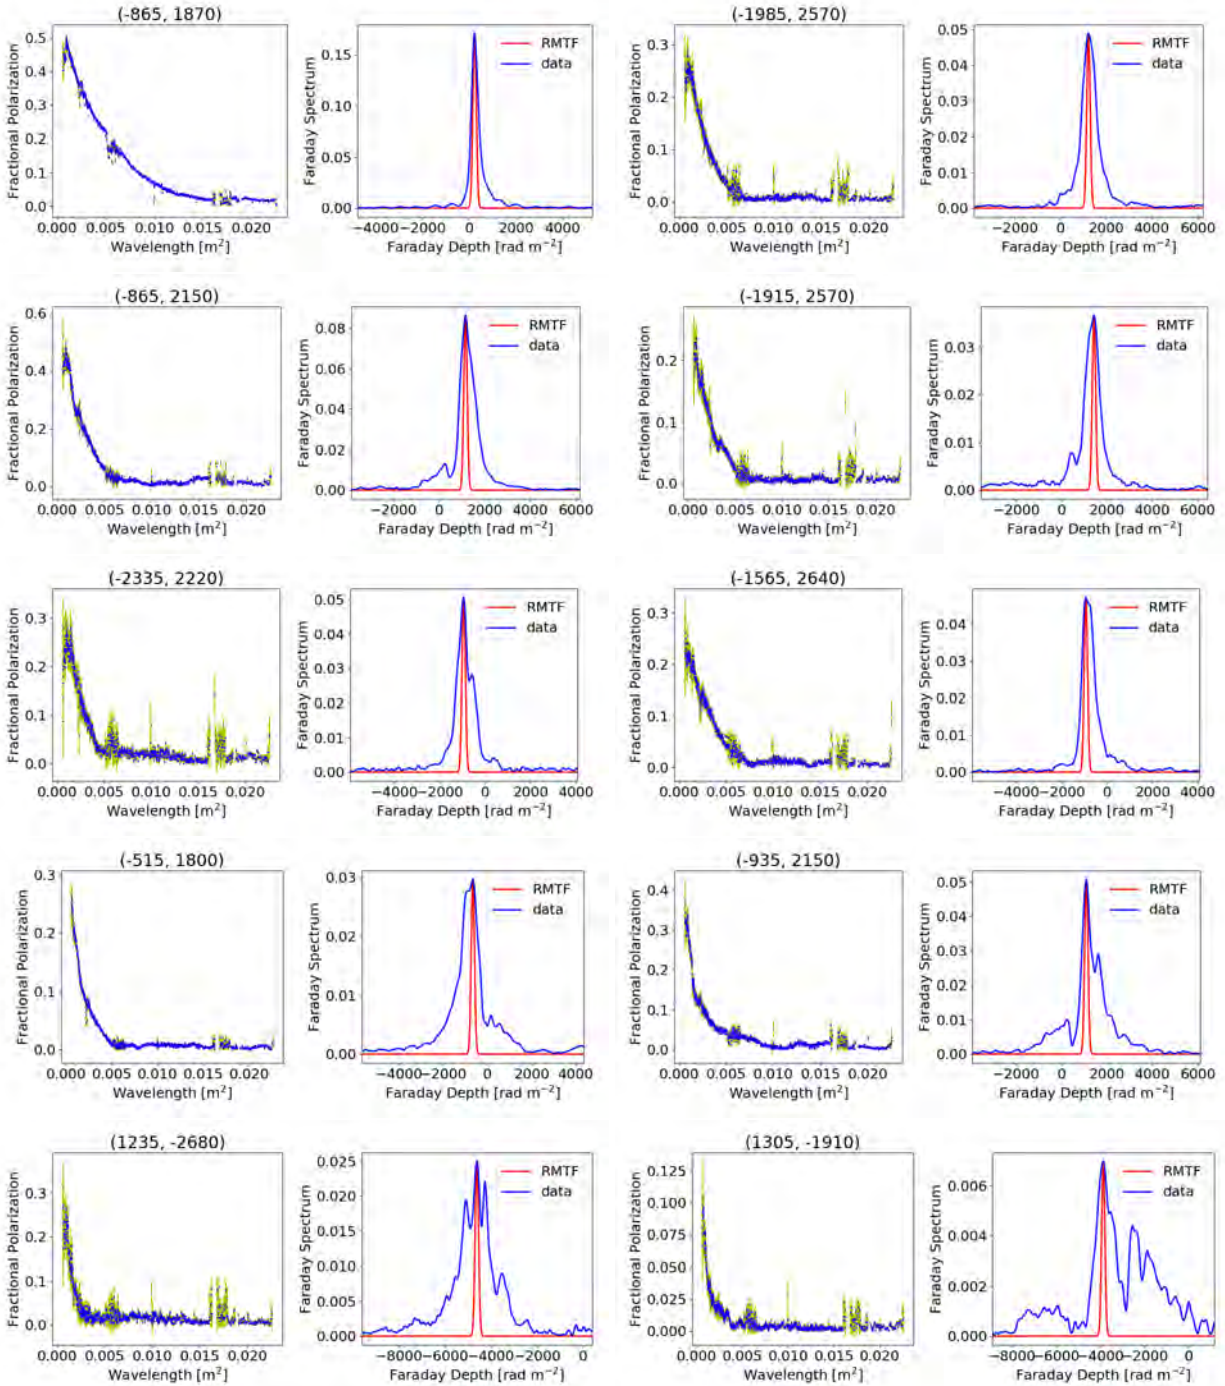 (-865, 1870)
Fractional Polarization
0.5
0.4
0.3
0.2
0.1
0.0
0.000 0.005 0.010 0.015 0.020
Wavelength [m²]
Faraday Spectrum
0.15
0.10
0.05
0.00
RMTF
data
−4000 −2000 0 2000 4000
Faraday Depth [rad m⁻²]
(-1985, 2570)
Fractional Polarization
0.3
0.2
0.1
0.0
0.000 0.005 0.010 0.015 0.020
Wavelength [m²]
Faraday Spectrum
0.05
0.04
0.03
0.02
0.01
0.00
RMTF
data
−2000 0 2000 4000 6000
Faraday Depth [rad m⁻²]
(-865, 2150)
Fractional Polarization
0.6
0.4
0.2
0.0
0.000 0.005 0.010 0.015 0.020
Wavelength [m²]
Faraday Spectrum
0.08
0.06
0.04
0.02
0.00
RMTF
data
−2000 0 2000 4000 6000
Faraday Depth [rad m⁻²]
(-1915, 2570)
Fractional Polarization
0.2
0.1
0.0
0.000 0.005 0.010 0.015 0.020
Wavelength [m²]
Faraday Spectrum
0.03
0.02
0.01
0.00
RMTF
data
−2000 0 2000 4000 6000
Faraday Depth [rad m⁻²]
(-2335, 2220)
Fractional Polarization
0.3
0.2
0.1
0.0
0.000 0.005 0.010 0.015 0.020
Wavelength [m²]
Faraday Spectrum
0.05
0.04
0.03
0.02
0.01
0.00
RMTF
data
−4000 −2000 0 2000 4000
Faraday Depth [rad m⁻²]
(-1565, 2640)
Fractional Polarization
0.3
0.2
0.1
0.0
0.000 0.005 0.010 0.015 0.020
Wavelength [m²]
Faraday Spectrum
0.04
0.03
0.02
0.01
0.00
RMTF
data
−4000 −2000 0 2000 4000
Faraday Depth [rad m⁻²]
(-515, 1800)
Fractional Polarization
0.3
0.2
0.1
0.0
0.000 0.005 0.010 0.015 0.020
Wavelength [m²]
Faraday Spectrum
0.03
0.02
0.01
0.00
RMTF
data
−4000 −2000 0 2000 4000
Faraday Depth [rad m⁻²]
(-935, 2150)
Fractional Polarization
0.4
0.3
0.2
0.1
0.0
0.000 0.005 0.010 0.015 0.020
Wavelength [m²]
Faraday Spectrum
0.05
0.04
0.03
0.02
0.01
0.00
RMTF
data
−2000 0 2000 4000 6000
Faraday Depth [rad m⁻²]
(1235, -2680)
Fractional Polarization
0.3
0.2
0.1
0.0
0.000 0.005 0.010 0.015 0.020
Wavelength [m²]
Faraday Spectrum
0.025
0.020
0.015
0.010
0.005
0.000
RMTF
data
−8000 −6000 −4000 −2000 0
Faraday Depth [rad m⁻²]
(1305, -1910)
Fractional Polarization
0.125
0.100
0.075
0.050
0.025
0.000
0.000 0.005 0.010 0.015 0.020
Wavelength [m²]
Faraday Spectrum
0.006
0.004
0.002
0.000
RMTF
data
−8000−6000−4000−2000 0
Faraday Depth [rad m⁻²]